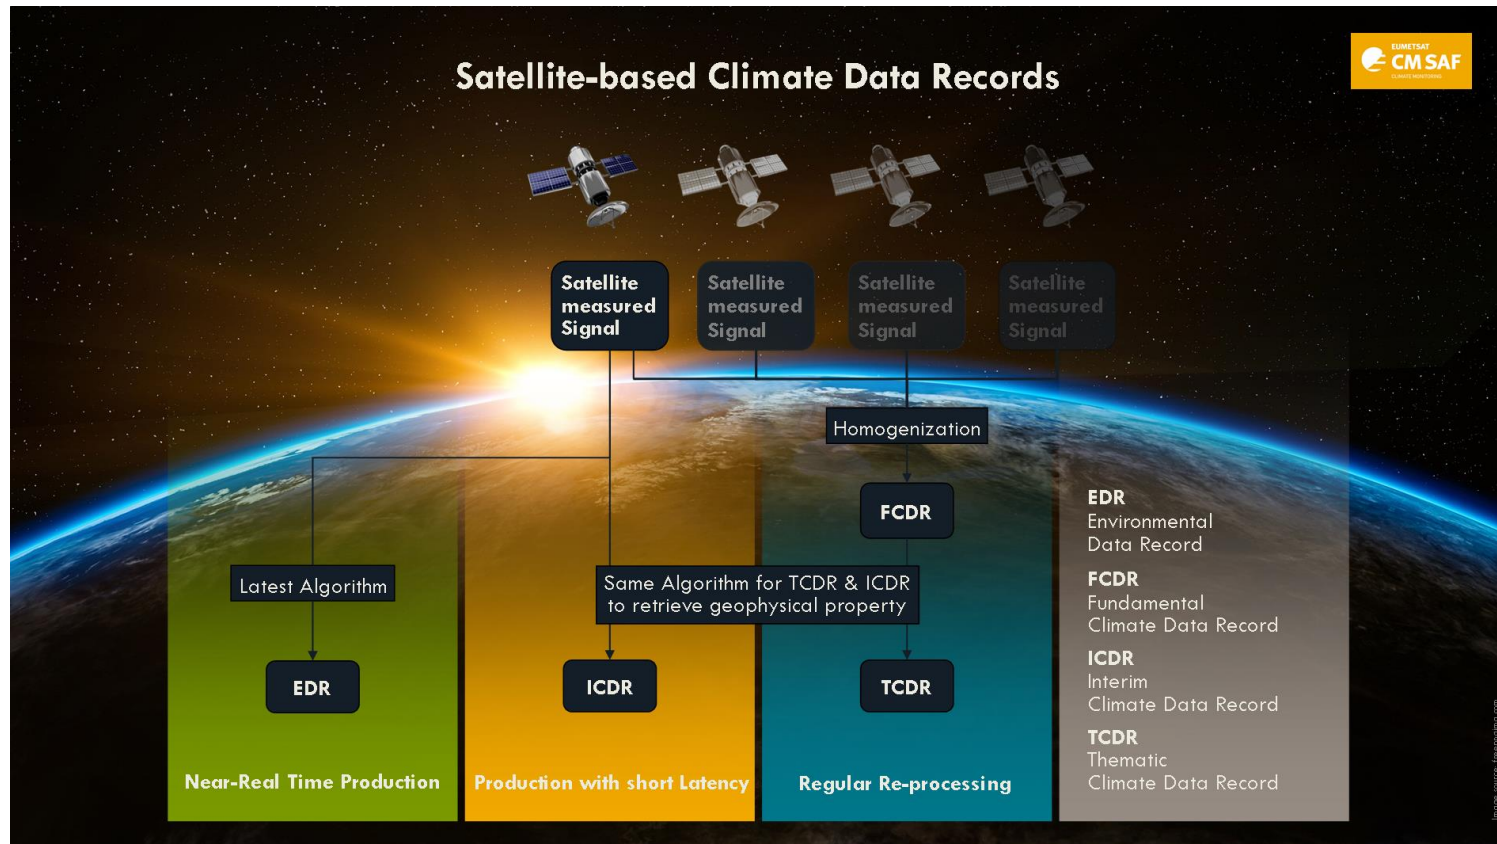 EUMETSAT
CM SAF
CLIMATE MONITORING
Satellite-based Climate Data Records
Satellite
measured
Signal
Satellite
measured
Signal
Satellite
measured
Signal
Satellite
measured
Signal
Homogenization
FCDR
Latest Algorithm
Same Algorithm for TCDR & ICDR
to retrieve geophysical property
EDR
ICDR
TCDR
Near-Real Time Production
Production with short Latency
Regular Re-processing
EDR
Environmental
Data Record
FCDR
Fundamental
Climate Data Record
ICDR
Interim
Climate Data Record
TCDR
Thematic
Climate Data Record